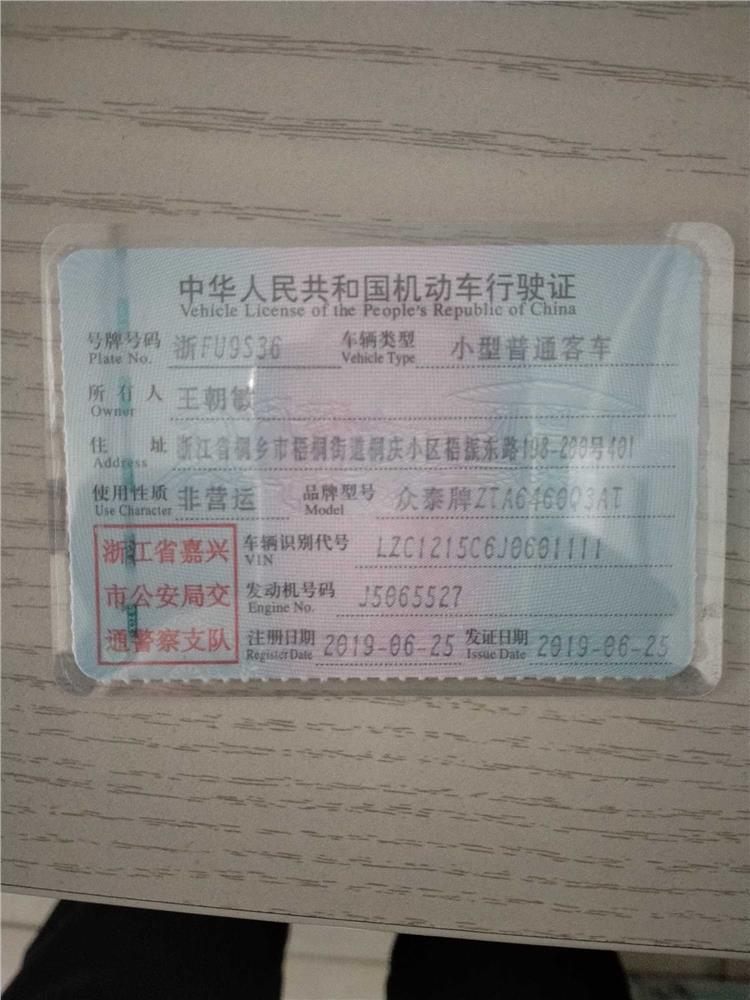 中华人民共和国机动车行驶证
Vehicle License of the People's Republic of China
号牌号码 浙FU9S36 车辆类型 小型普通客车
Plate No. Vehicle Type
所有人 王朝敏
Owner
住址 浙江省桐乡市梧桐街道桐庆小区梧振东路198-200号401
Address
使用性质 非营运 品牌型号 众泰牌ZTA6460Q3AT
Use Character Model
浙江省嘉兴 车辆识别代号 LZC1215C6J0601111
VIN
市公安局交 发动机号码 J5065527
Engine No.
通警察支队 注册日期 2019-06-25 发证日期 2019-06-25
Register Date Issue Date